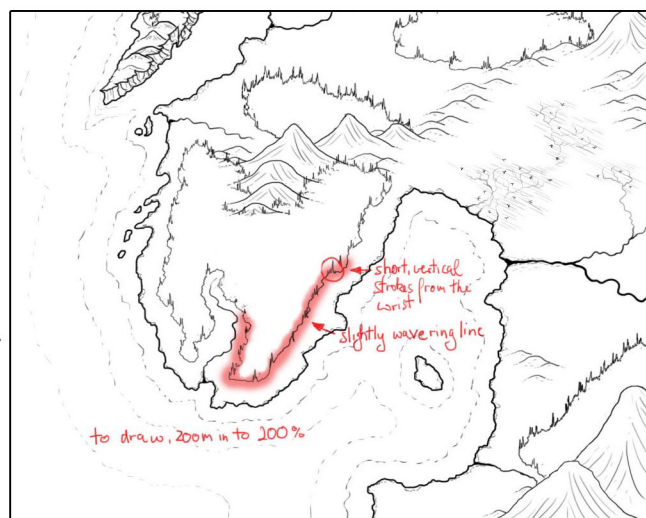 short, vertical
strokes from the
wrist
slightly wavering line
to draw, zoom in to 200%